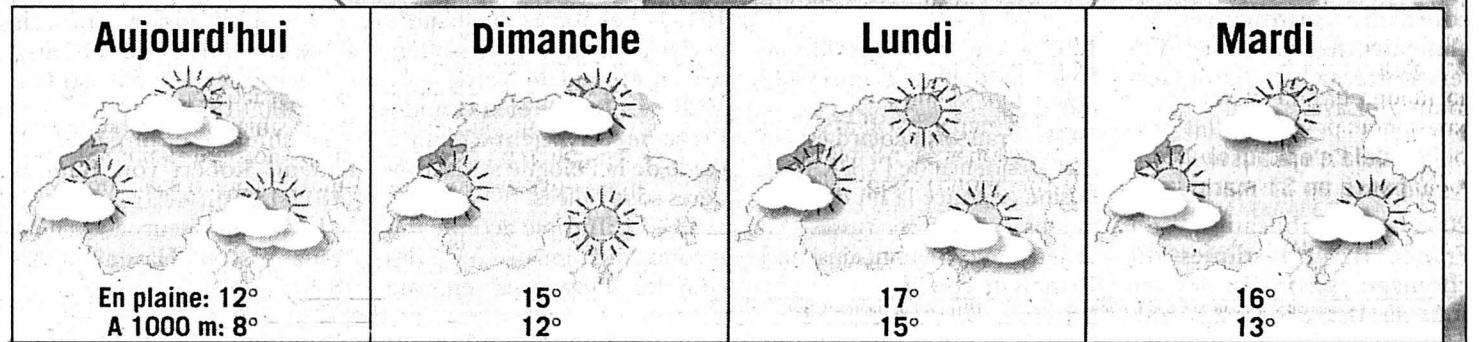 Aujourd'hui
En plaine: 12°
A 1000 m: 8°
Dimanche
15°
12°
Lundi
17°
15°
Mardi
16°
13°